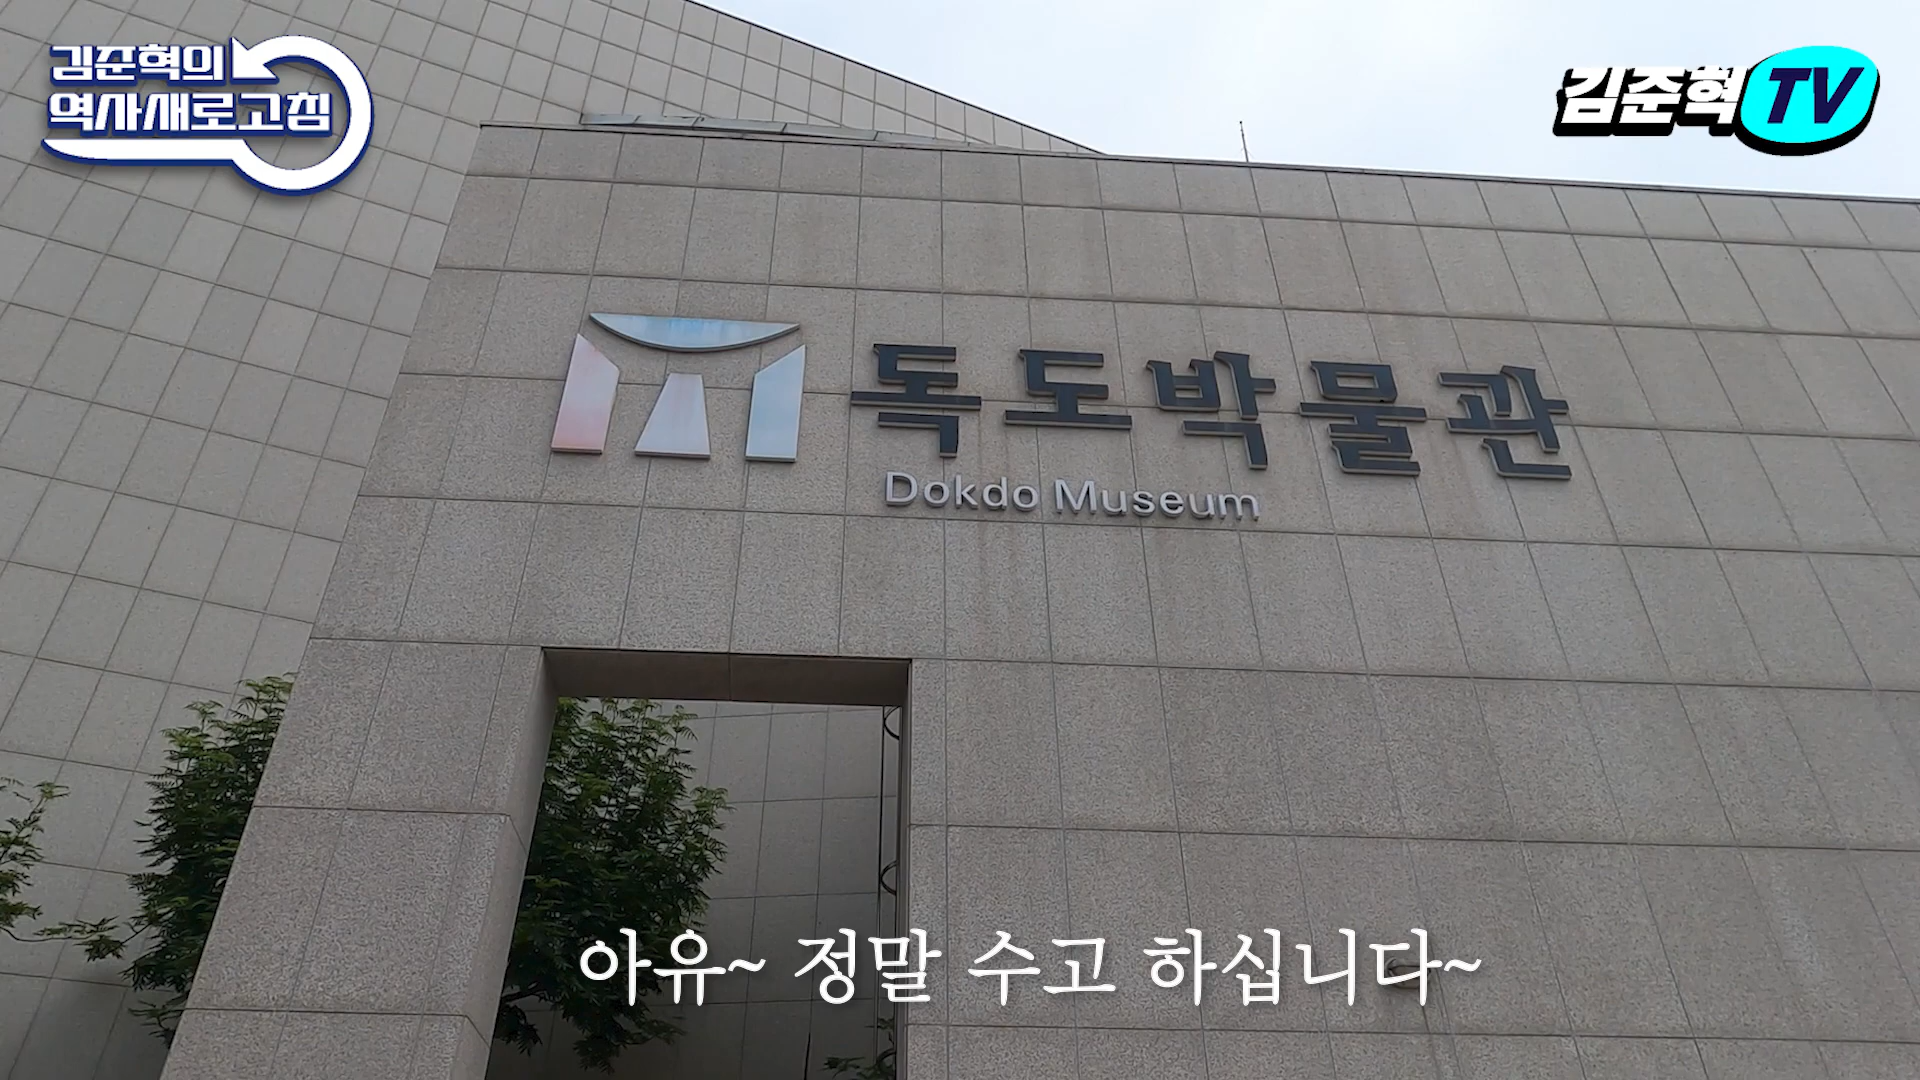 김준혁의
역사새로고침
김준혁TV
독도박물관
Dokdo Museum
아유~ 정말 수고 하십니다~